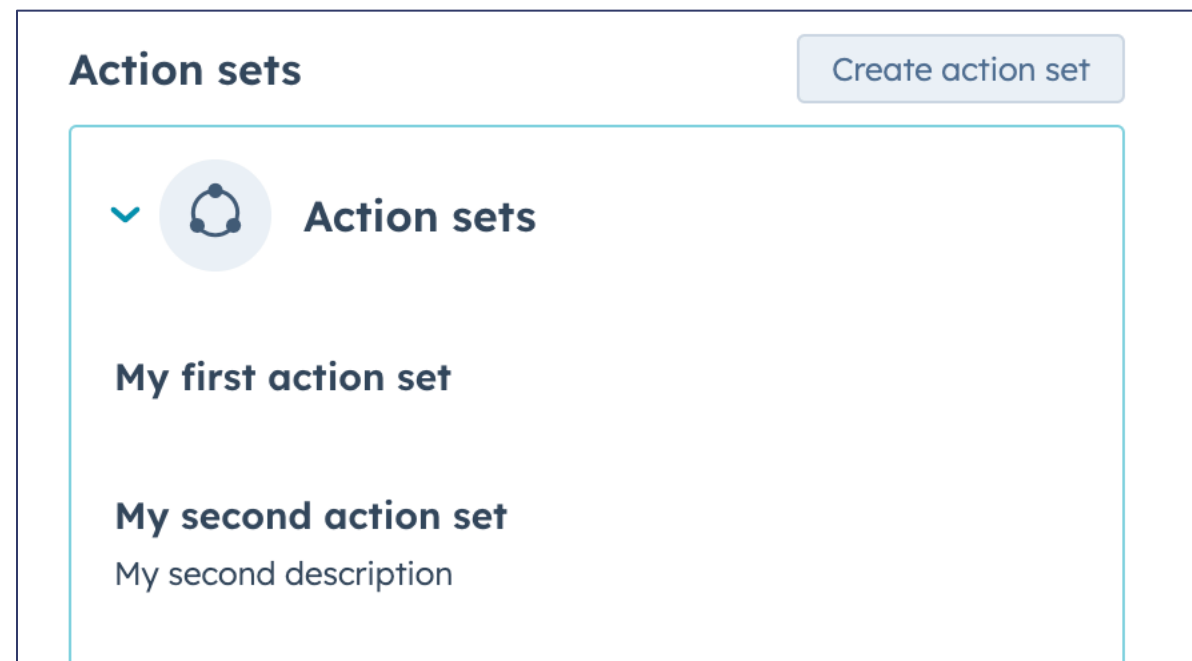 Action sets
Create action set
Action sets
My first action set
My second action set
My second description